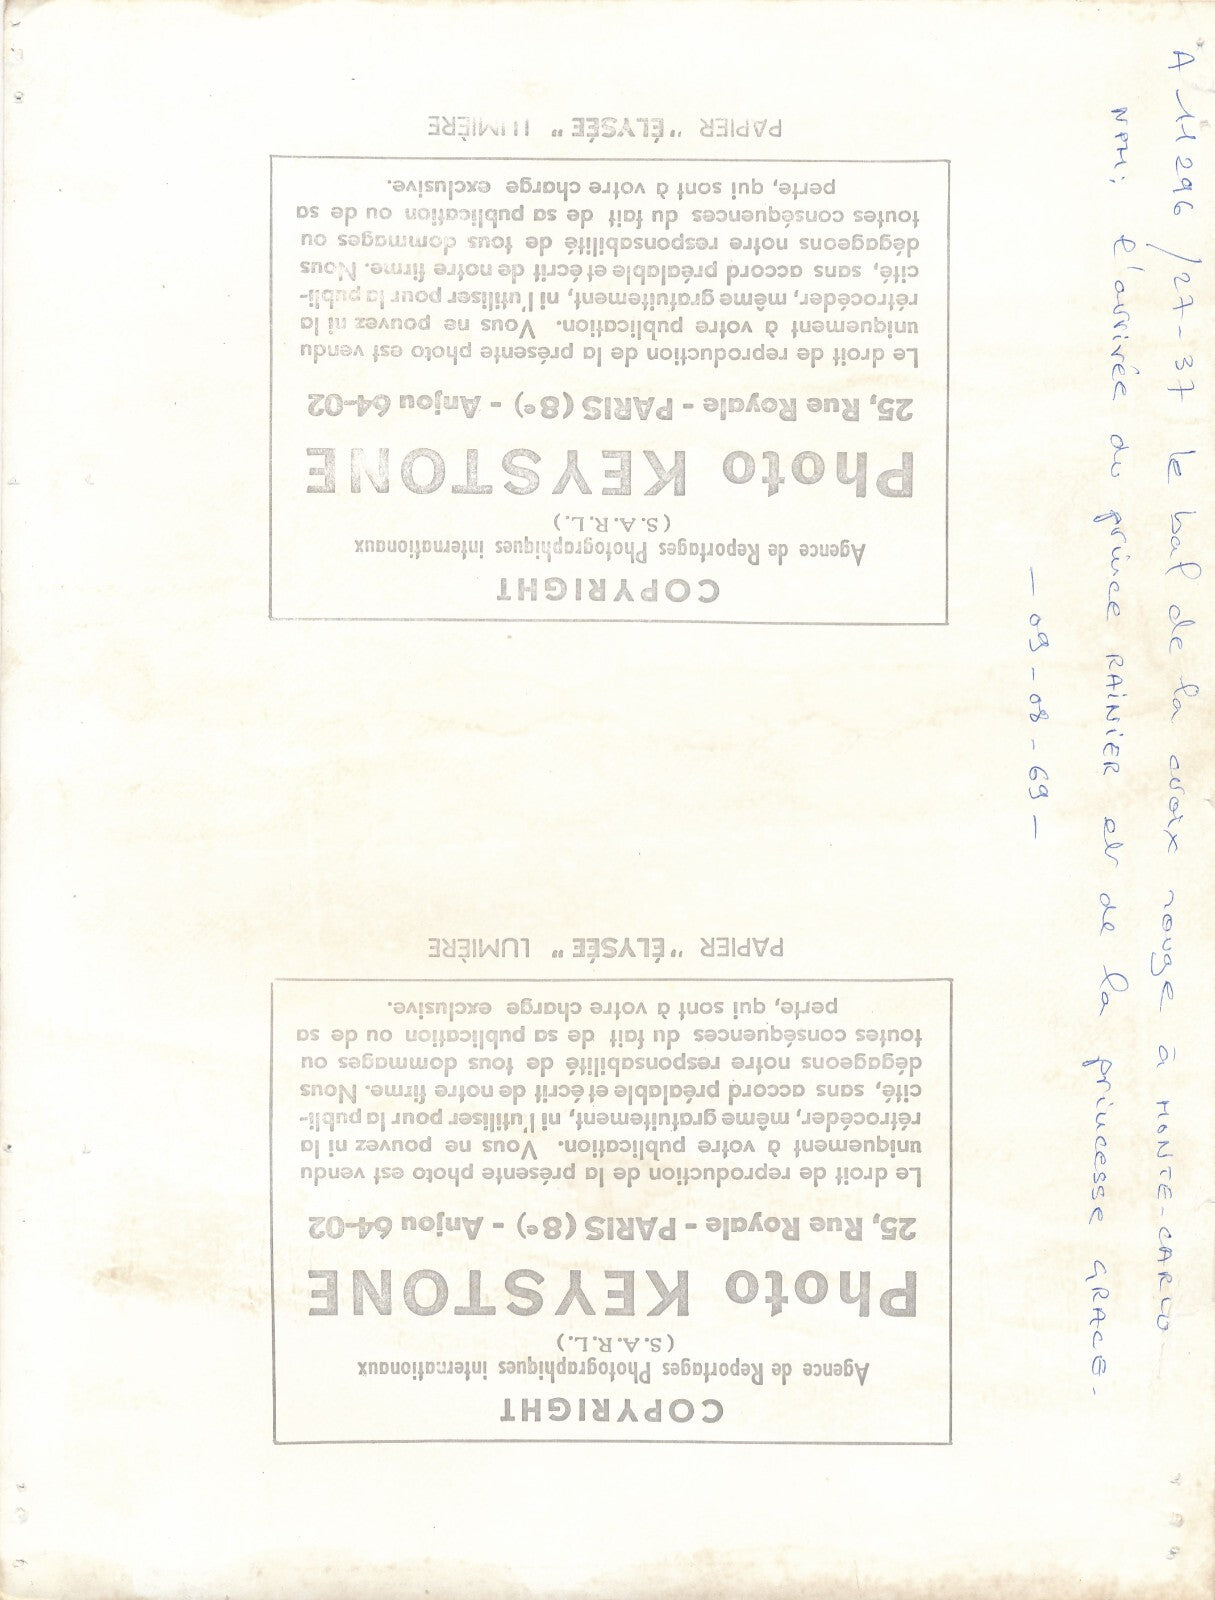 A 11296 / 27-37 le bal de la croix rouge à MONTE-CARLO
NPM: l'arrivée du prince RAINIER et de la princesse GRACE.
— 09-08-69 —
COPYRIGHT
Agence de Reportages Photographiques internationaux
(S.A.R.L.)
Photo KEYSTONE
25, Rue Royale - PARIS (8e) - Anjou 64-02
Le droit de reproduction de la présente photo est vendu
uniquement à votre publication. Vous ne pouvez ni la
rétrocéder, même gratuitement, ni l'utiliser pour la publi-
cité, sans accord préalable et écrit de notre firme. Nous
dégageons notre responsabilité de tous dommages ou
toutes conséquences du fait de sa publication ou de sa
perte, qui sont à votre charge exclusive.
PAPIER "ÉLYSÉE" LUMIÈRE
COPYRIGHT
Agence de Reportages Photographiques internationaux
(S.A.R.L.)
Photo KEYSTONE
25, Rue Royale - PARIS (8e) - Anjou 64-02
Le droit de reproduction de la présente photo est vendu
uniquement à votre publication. Vous ne pouvez ni la
rétrocéder, même gratuitement, ni l'utiliser pour la publi-
cité, sans accord préalable et écrit de notre firme. Nous
dégageons notre responsabilité de tous dommages ou
toutes conséquences du fait de sa publication ou de sa
perte, qui sont à votre charge exclusive.
PAPIER "ÉLYSÉE" LUMIÈRE